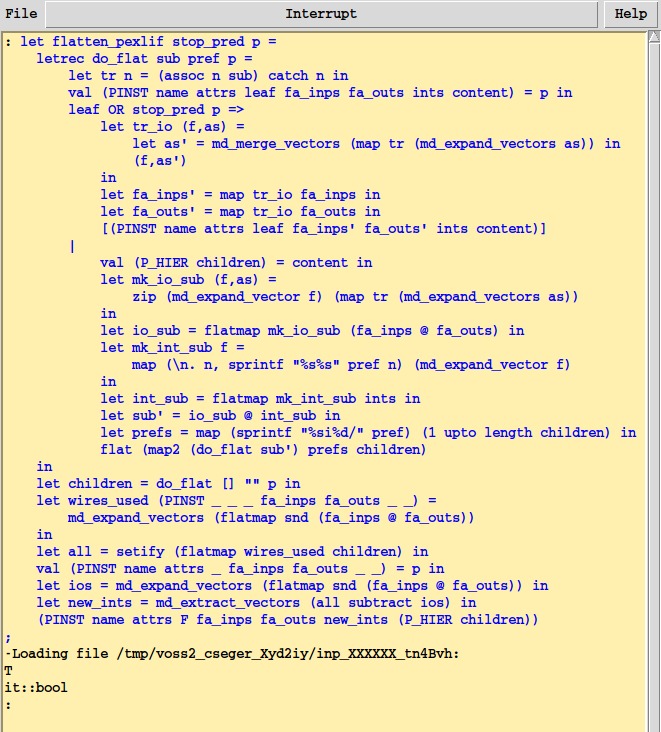 File Interrupt Help
: let flatten_pexlif stop_pred p =
    letrec do_flat sub pref p =
        let tr n = (assoc n sub) catch n in
        val (PINST name attrs leaf fa_inps fa_outs ints content) = p in
        leaf OR stop_pred p =>
            let tr_io (f,as) =
                let as' = md_merge_vectors (map tr (md_expand_vectors as)) in
                (f,as')
            in
            let fa_inps' = map tr_io fa_inps in
            let fa_outs' = map tr_io fa_outs in
            [(PINST name attrs leaf fa_inps' fa_outs' ints content)]
        |
            val (P_HIER children) = content in
            let mk_io_sub (f,as) =
                zip (md_expand_vector f) (map tr (md_expand_vectors as))
            in
            let io_sub = flatmap mk_io_sub (fa_inps @ fa_outs) in
            let mk_int_sub f =
                map (\n. n, sprintf "%s%s" pref n) (md_expand_vector f)
            in
            let int_sub = flatmap mk_int_sub ints in
            let sub' = io_sub @ int_sub in
            let prefs = map (sprintf "%si%d/" pref) (1 upto length children) in
            flat (map2 (do_flat sub') prefs children)
    in
    let children = do_flat [] "" p in
    let wires_used (PINST _ _ _ fa_inps fa_outs _ _) =
        md_expand_vectors (flatmap snd (fa_inps @ fa_outs))
    in
    let all = setify (flatmap wires_used children) in
    val (PINST name attrs _ fa_inps fa_outs _ _) = p in
    let ios = md_expand_vectors (flatmap snd (fa_inps @ fa_outs)) in
    let new_ints = md_extract_vectors (all subtract ios) in
    (PINST name attrs F fa_inps fa_outs new_ints (P_HIER children))
;
-Loading file /tmp/voss2_cseger_Xyd2iy/inp_XXXXXX_tn4Bvh:
T
it::bool
: